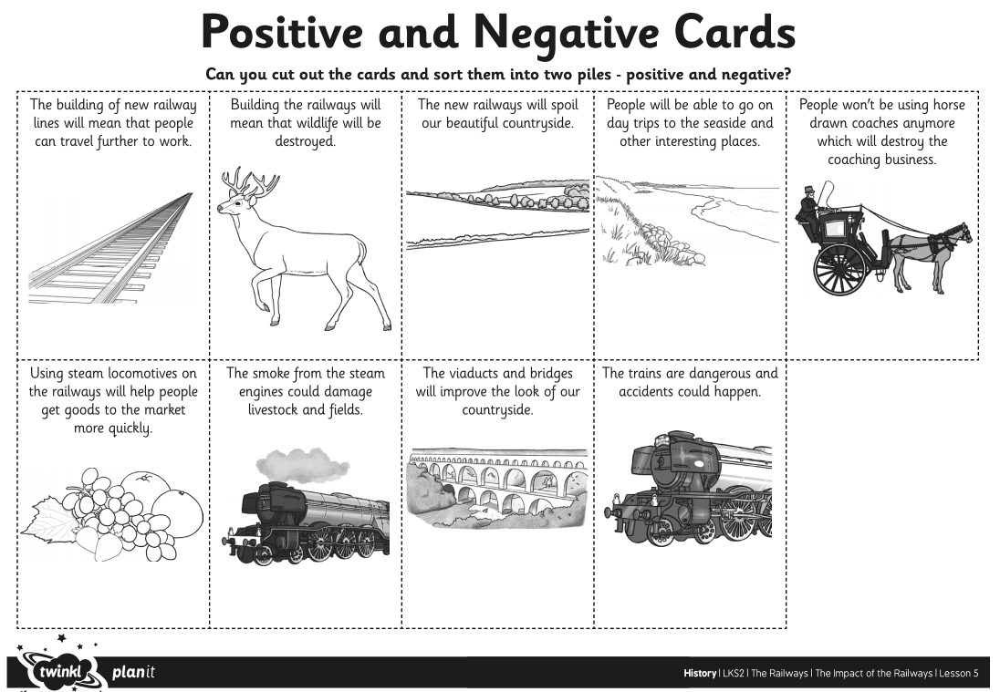 Positive and Negative Cards
Can you cut out the cards and sort them into two piles - positive and negative?
The building of new railway
lines will mean that people
can travel further to work.
Building the railways will
mean that wildlife will be
destroyed.
The new railways will spoil
our beautiful countryside.
People will be able to go on
day trips to the seaside and
other interesting places.
People won't be using horse
drawn coaches anymore
which will destroy the
coaching business.
Using steam locomotives on
the railways will help people
get goods to the market
more quickly.
The smoke from the steam
engines could damage
livestock and fields.
The viaducts and bridges
will improve the look of our
countryside.
The trains are dangerous and
accidents could happen.
twinkl planit
History | LKS2 | The Railways | The Impact of the Railways | Lesson 5